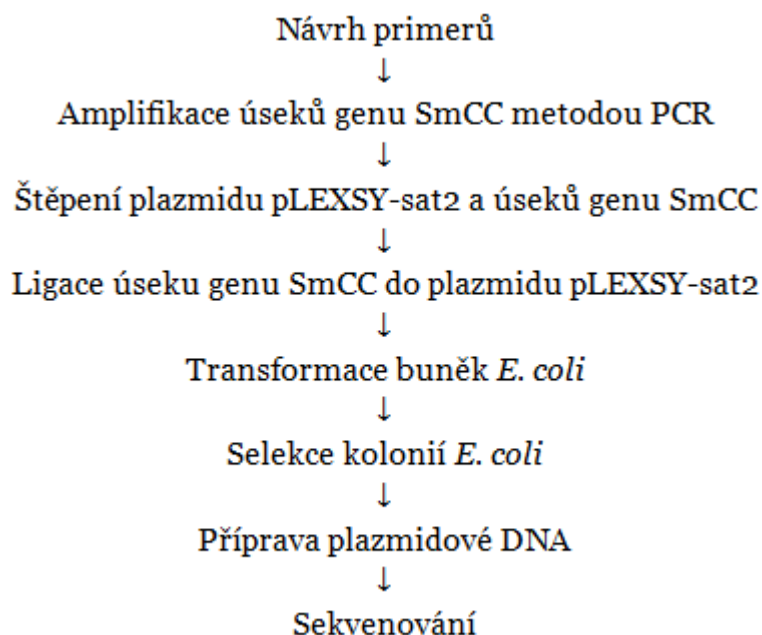 Návrh primerů
↓
Amplifikace úseků genu SmCC metodou PCR
↓
Štěpení plazmidu pLEXSY-sat2 a úseků genu SmCC
↓
Ligace úseku genu SmCC do plazmidu pLEXSY-sat2
↓
Transformace buněk E. coli
↓
Selekce kolonií E. coli
↓
Příprava plazmidové DNA
↓
Sekvenování